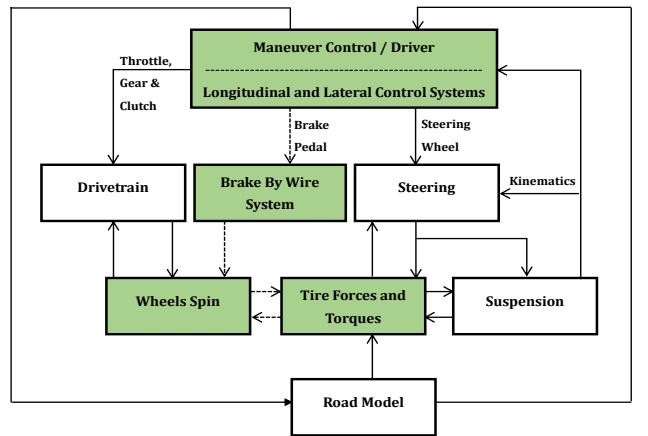 Maneuver Control / Driver
Longitudinal and Lateral Control Systems
Throttle,
Gear &
Clutch
Brake
Pedal
Steering
Wheel
Drivetrain
Brake By Wire
System
Steering
Kinematics
Wheels Spin
Tire Forces and
Torques
Suspension
Road Model